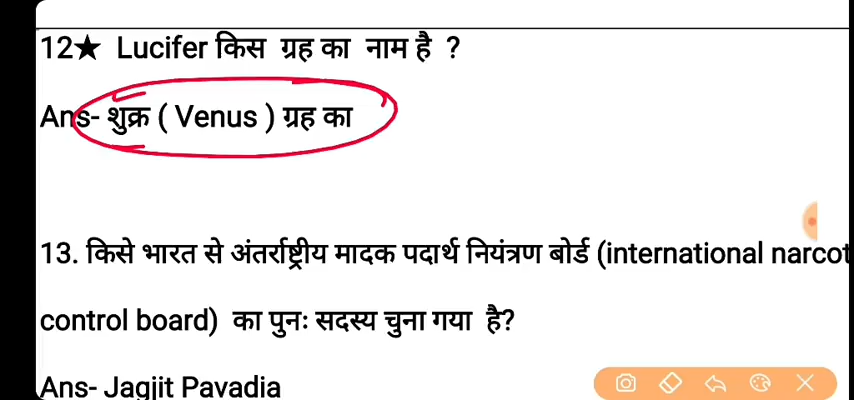 12★ Lucifer किस ग्रह का नाम है ?
Ans- शुक्र ( Venus ) ग्रह का
13. किसे भारत से अंतर्राष्ट्रीय मादक पदार्थ नियंत्रण बोर्ड (international narcot
control board) का पुनः सदस्य चुना गया है?
Ans- Jagjit Pavadia